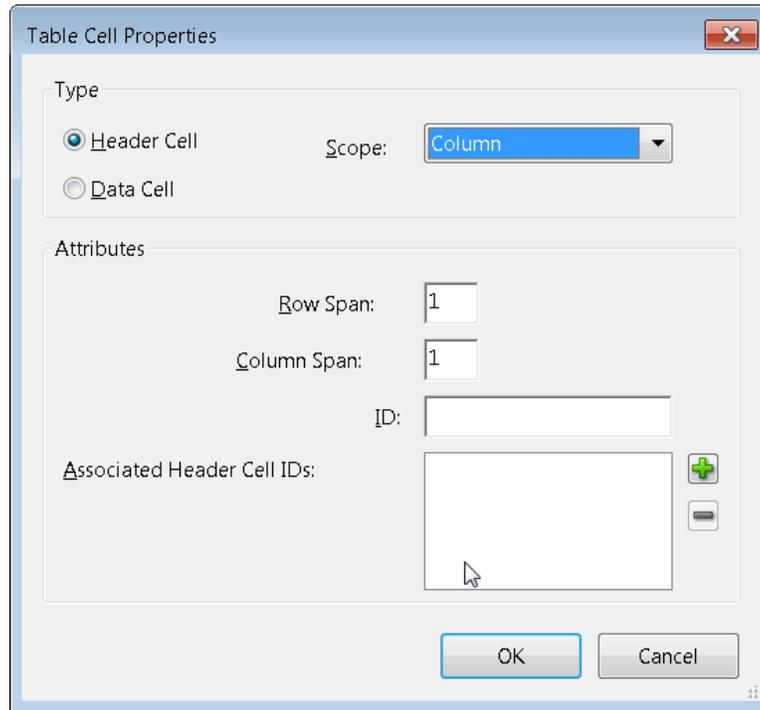 Table Cell Properties
Type
Header Cell
Scope: Column
Data Cell
Attributes
Row Span: 1
Column Span: 1
ID:
Associated Header Cell IDs:
OK Cancel